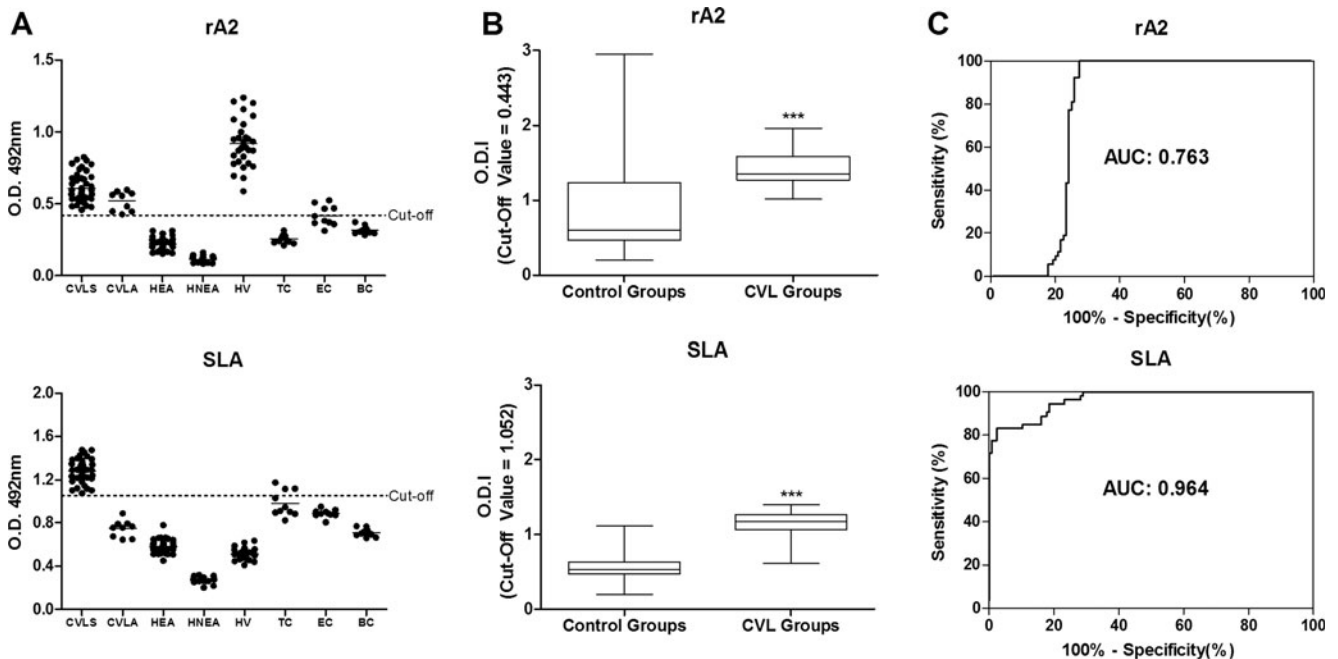 A
rA2
O.D. 492nm
1.5
1.0
0.5
0.0
Cut-off
CVLS CVLA HEA HNEA HV TC EC BC
SLA
O.D. 492nm
2.0
1.6
1.2
0.8
0.4
0.0
Cut-off
CVLS CVLA HEA HNEA HV TC EC BC
B
rA2
O.D.I
(Cut-Off Value = 0.443)
3
2
1
0
***
Control Groups CVL Groups
SLA
O.D.I
(Cut-Off Value = 1.052)
3
2
1
0
***
Control Groups CVL Groups
C
rA2
Sensitivity (%)
100
80
60
40
20
0
AUC: 0.763
0 20 40 60 80 100
100% - Specificity(%)
SLA
Sensitivity (%)
100
80
60
40
20
0
AUC: 0.964
0 20 40 60 80 100
100% - Specificity(%)